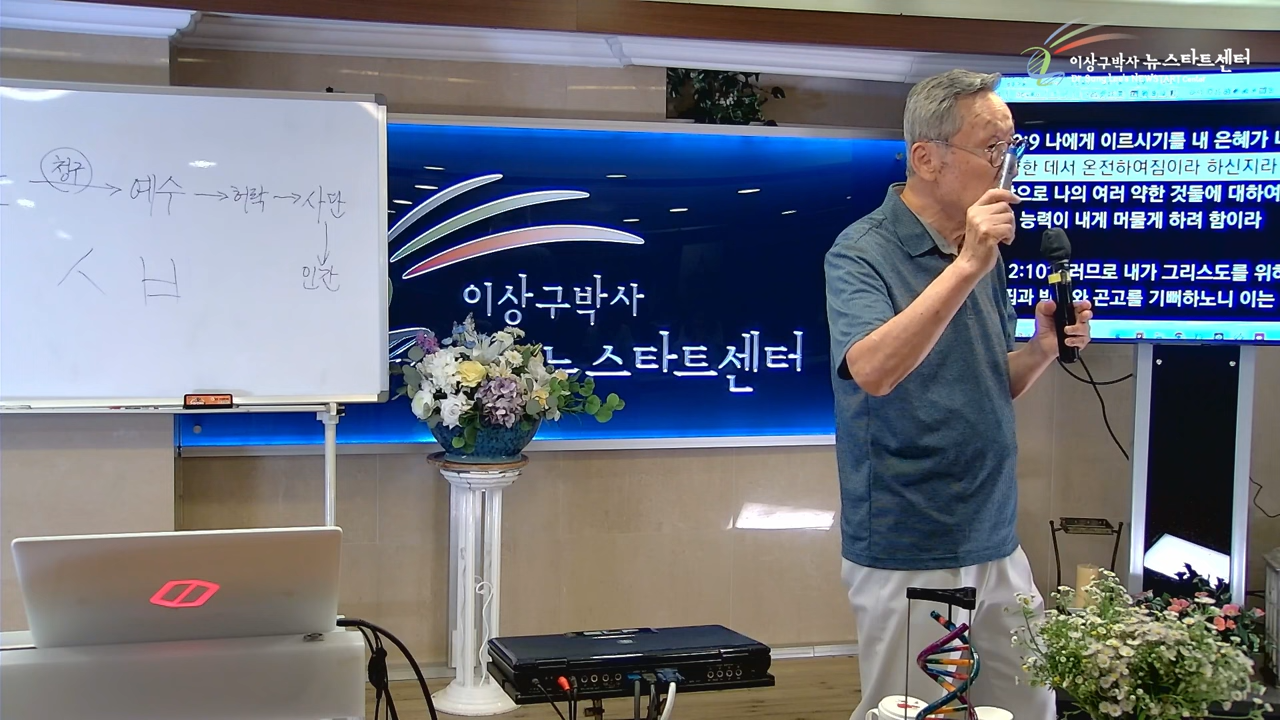 이상구박사 뉴스타트센터
청구
예수 → 허락 → 사단
인간
이상구박사
뉴스타트센터
2:9 나에게 이르시기를 내 은혜가
한 데서 온전하여짐이라 하신지라
으로 나의 여러 약한 것들에 대하여
능력이 내게 머물게 하려 함이라
2:10 러므로 내가 그리스도를 위하
곤고를 기뻐하노니 이는